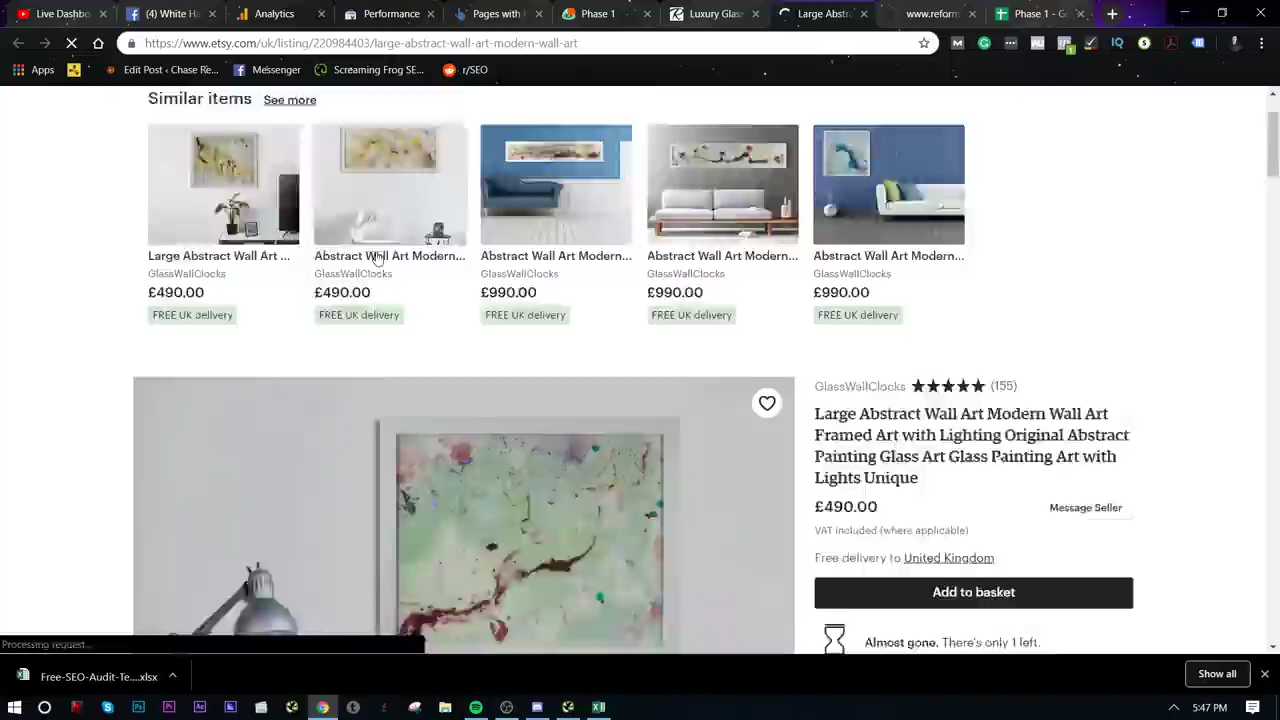 Live Dashbo
(4) White Ha
Analytics
Performance
Pages with
Phase 1
Luxury Glas
Large Abstra
www.reform
Phase 1 - G
https://www.etsy.com/uk/listing/220984403/large-abstract-wall-art-modern-wall-art
Apps
Edit Post ‹ Chase Re...
Messenger
Screaming Frog SE...
r/SEO
Similar items See more
Large Abstract Wall Art ...
GlassWallClocks
£490.00
FREE UK delivery
Abstract Wall Art Modern...
GlassWallClocks
£490.00
FREE UK delivery
Abstract Wall Art Modern...
GlassWallClocks
£990.00
FREE UK delivery
Abstract Wall Art Modern...
GlassWallClocks
£990.00
FREE UK delivery
Abstract Wall Art Modern...
GlassWallClocks
£990.00
FREE UK delivery
GlassWallClocks ★★★★★ (155)
Large Abstract Wall Art Modern Wall Art
Framed Art with Lighting Original Abstract
Painting Glass Art Glass Painting Art with
Lights Unique
£490.00
Message Seller
VAT included (where applicable)
Free delivery to United Kingdom
Add to basket
Almost gone. There's only 1 left.
Processing request...
Free-SEO-Audit-Te....xlsx
Show all
5:47 PM